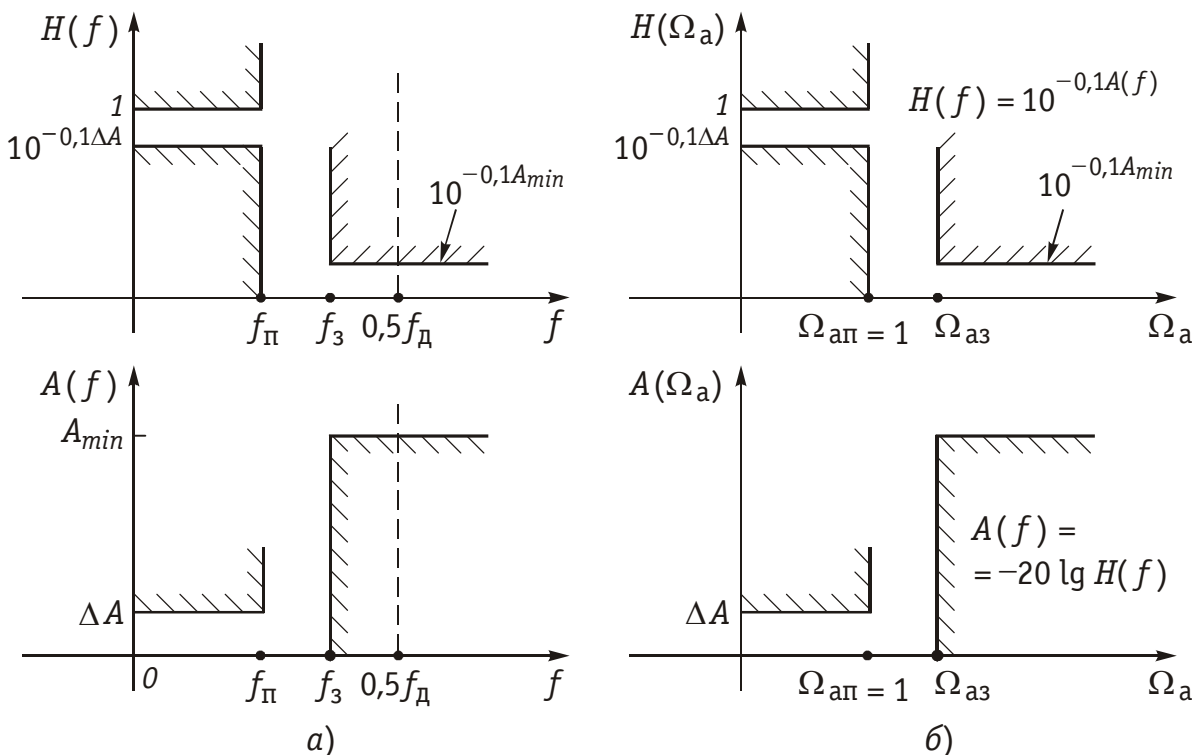 H(f)
1
10^{−0,1ΔA}
10^{−0,1A_{min}}
f_п
f_з
0,5f_д
f
H(Ω_а)
1
H(f) = 10^{−0,1A(f)}
10^{−0,1ΔA}
10^{−0,1A_{min}}
Ω_{ап} = 1
Ω_{аз}
Ω_а
A(f)
A_{min}
ΔA
0
f_п
f_з
0,5f_д
f
а)
A(Ω_а)
A(f) =
= −20 lg H(f)
ΔA
Ω_{ап} = 1
Ω_{аз}
Ω_а
б)